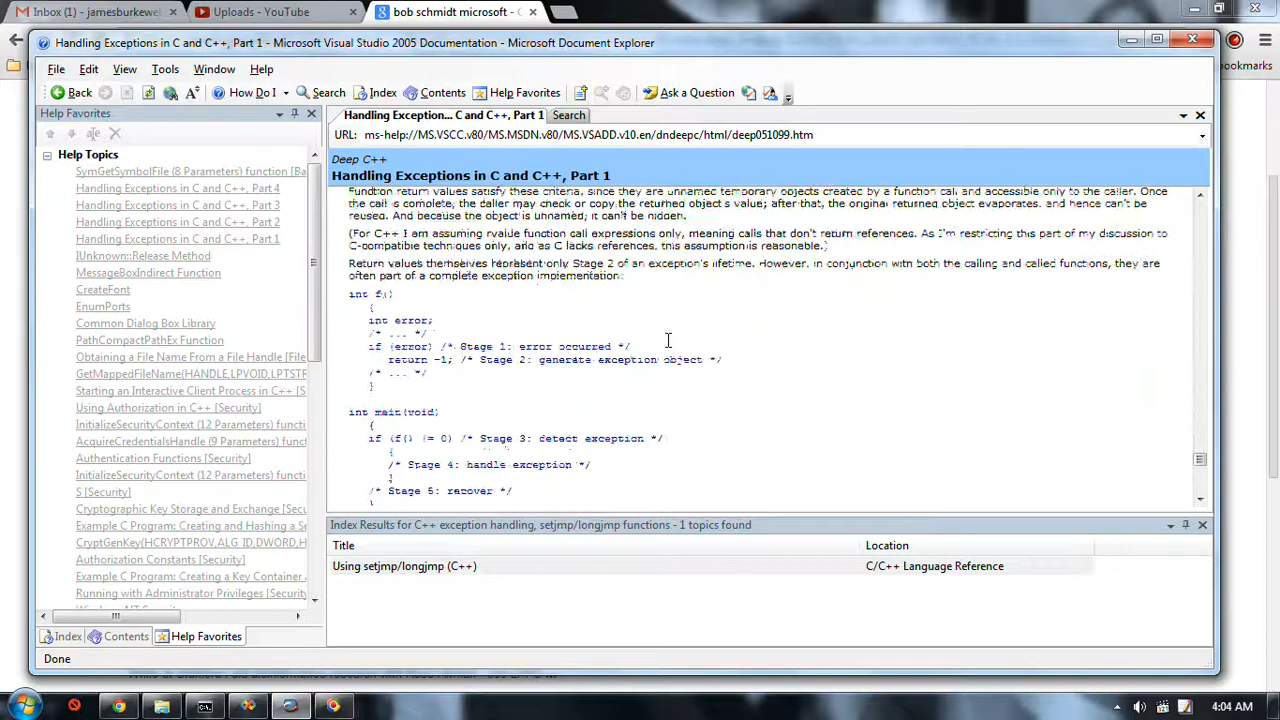 Inbox (1) - jamesburkewe
Uploads - YouTube
bob schmidt microsoft -
Handling Exceptions in C and C++, Part 1 - Microsoft Visual Studio 2005 Documentation - Microsoft Document Explorer
bookmarks
File Edit View Tools Window Help
Back How Do I Search Index Contents Help Favorites Ask a Question
Help Favorites
Handling Exception... C and C++, Part 1 Search
URL: ms-help://MS.VSCC.v80/MS.MSDN.v80/MS.VSADD.v10.en/dndeepc/html/deep051099.htm
Help Topics
SymGetSymbolFile (8 Parameters) function [Ba
Handling Exceptions in C and C++, Part 4
Handling Exceptions in C and C++, Part 3
Handling Exceptions in C and C++, Part 2
Handling Exceptions in C and C++, Part 1
IUnknown::Release Method
MessageBoxIndirect Function
CreateFont
EnumPorts
Common Dialog Box Library
PathCompactPathEx Function
Obtaining a File Name From a File Handle [File
GetMappedFileName(HANDLE,LPVOID,LPTSTR
Starting an Interactive Client Process in C++ [S
Using Authorization in C++ [Security]
InitializeSecurityContext (12 Parameters) functi
AcquireCredentialsHandle (9 Parameters) funct
Authentication Functions [Security]
InitializeSecurityContext (12 Parameters) functi
S [Security]
Cryptographic Key Storage and Exchange [Sec
Example C Program: Creating and Hashing a Se
CryptGenKey(HCRYPTPROV,ALG_ID,DWORD,H
Authorization Constants [Security]
Example C Program: Creating a Key Container
Running with Administrator Privileges [Security
Deep C++
Handling Exceptions in C and C++, Part 1
Function return values satisfy these criteria, since they are unnamed temporary objects created by a function call and accessible only to the caller. Once
the call is complete, the caller may check or copy the returned object's value; after that, the original returned object evaporates, and hence can't be
reused. And because the object is unnamed, it can't be hidden.
(For C++ I am assuming rvalue function call expressions only, meaning calls that don't return references. As I'm restricting this part of my discussion to
C-compatible techniques only, and as C lacks references, this assumption is reasonable.)
Return values themselves represent only Stage 2 of an exception's lifetime. However, in conjunction with both the calling and called functions, they are
often part of a complete exception implementation:
int f()
{
int error;
/* ... */
if (error) /* Stage 1: error occurred */
return -1; /* Stage 2: generate exception object */
/* ... */
}
int main(void)
{
if (f() != 0) /* Stage 3: detect exception */
{
/* Stage 4: handle exception */
}
/* Stage 5: recover */
Index Results for C++ exception handling, setjmp/longjmp functions - 1 topics found
Title Location
Using setjmp/longjmp (C++) C/C++ Language Reference
Index Contents Help Favorites
Done
4:04 AM